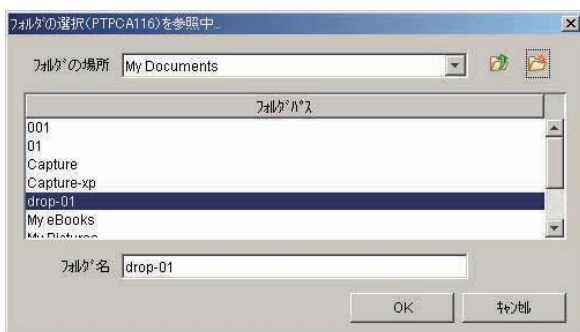 ﾌｫﾙﾀﾞの選択(PTPCA116)を参照中...
ﾌｫﾙﾀﾞの場所 My Documents
ﾌｫﾙﾀﾞﾊﾟｽ
001
01
Capture
Capture-xp
drop-01
My eBooks
My Pictures
ﾌｫﾙﾀﾞ名 drop-01
OK ｷｬﾝｾﾙ